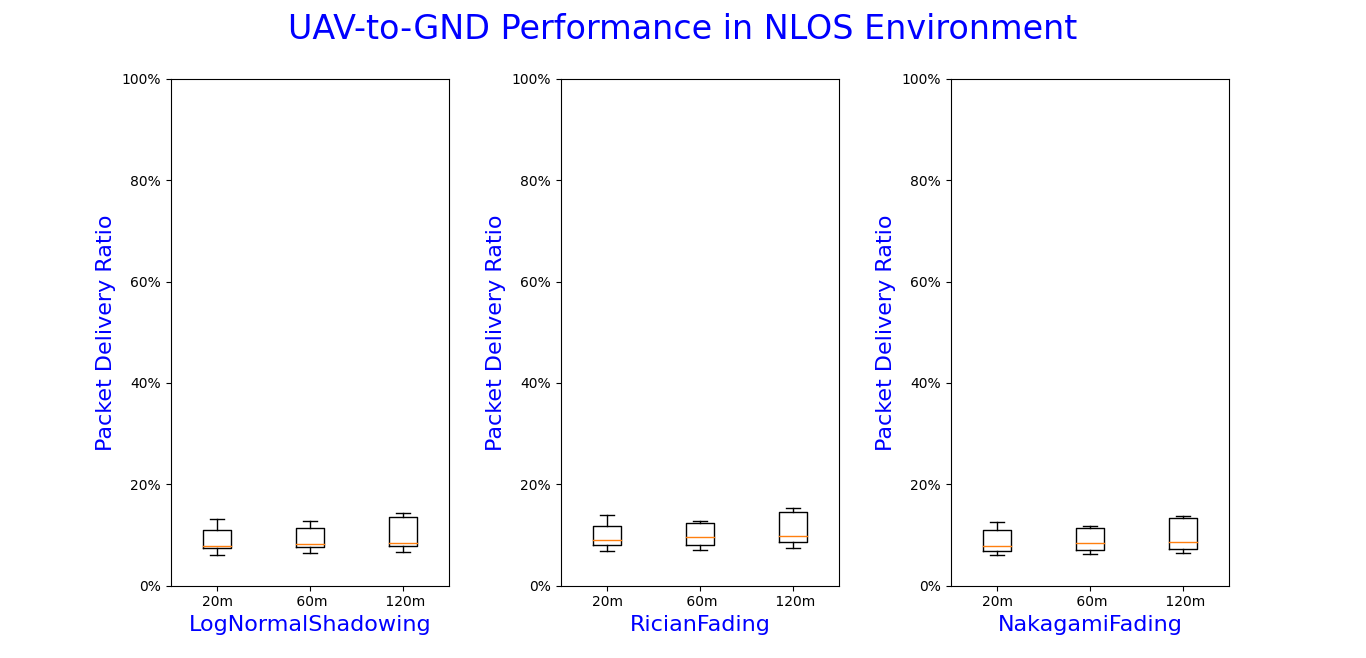 UAV-to-GND Performance in NLOS Environment
Packet Delivery Ratio
100%
80%
60%
40%
20%
0%
20m 60m 120m
LogNormalShadowing
Packet Delivery Ratio
100%
80%
60%
40%
20%
0%
20m 60m 120m
RicianFading
Packet Delivery Ratio
100%
80%
60%
40%
20%
0%
20m 60m 120m
NakagamiFading